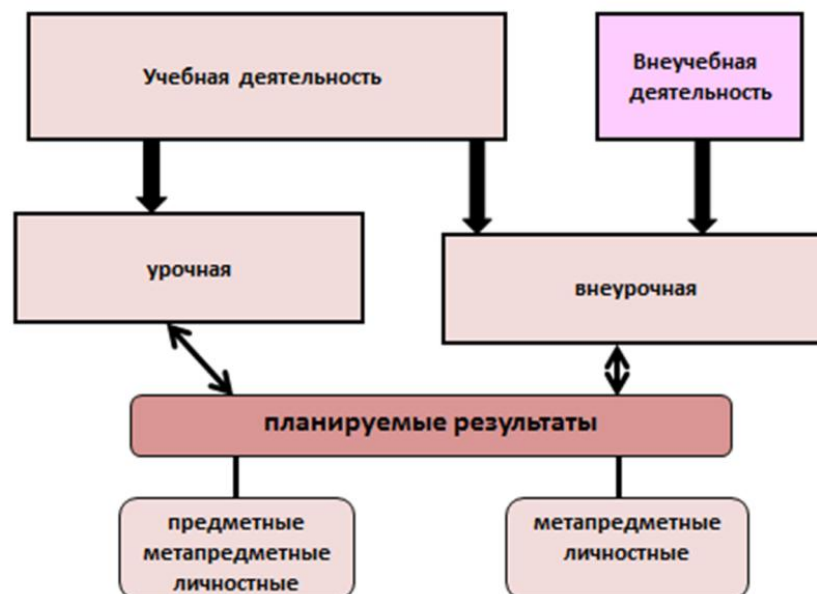 Учебная деятельность
Внеучебная
деятельность
урочная
внеурочная
планируемые результаты
предметные
метапредметные
личностные
метапредметные
личностные